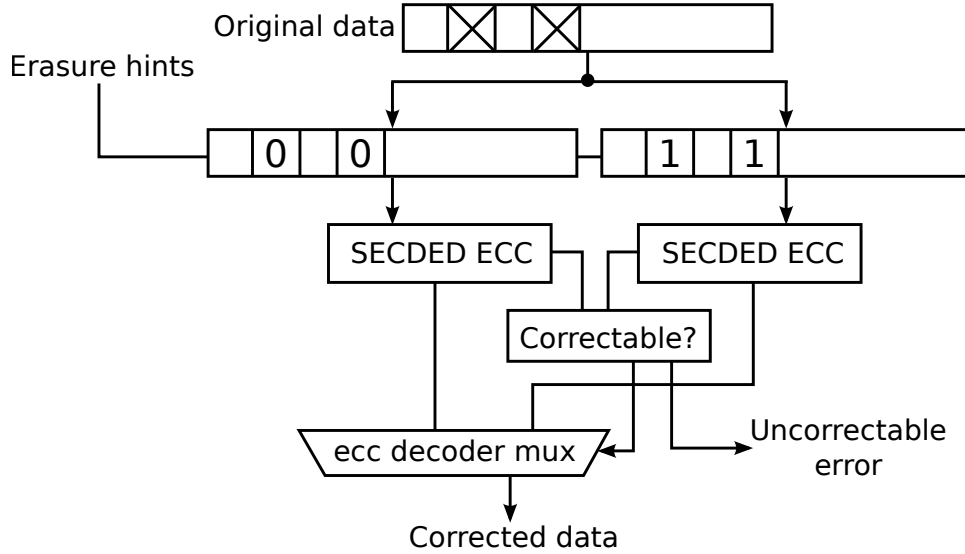 Original data
Erasure hints
0 0 1 1
SECDED ECC SECDED ECC
Correctable?
ecc decoder mux
Uncorrectable
error
Corrected data